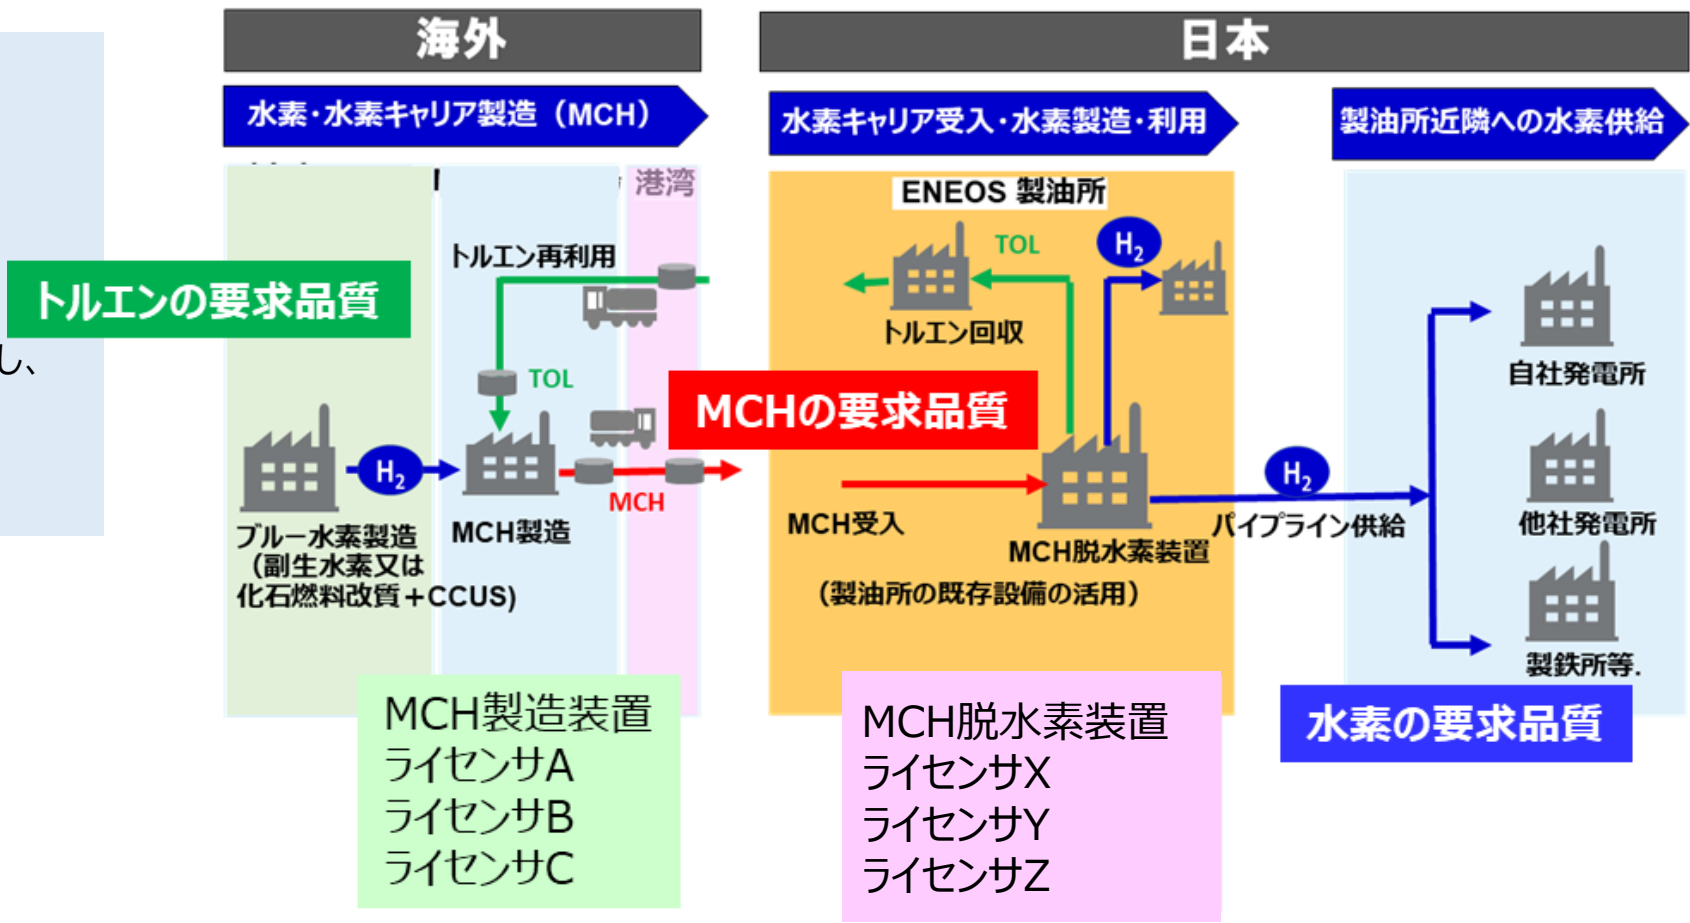 海外
日本
水素・水素キャリア製造（MCH）
水素キャリア受入・水素製造・利用
製油所近隣への水素供給
港湾
ENEOS 製油所
トルエン再利用
TOL
H2
トルエンの要求品質
トルエン回収
し、
TOL
MCHの要求品質
自社発電所
H2
MCH
H2
ブルー水素製造
（副生水素又は
化石燃料改質＋CCUS)
MCH製造
MCH受入
MCH脱水素装置
（製油所の既存設備の活用）
パイプライン供給
他社発電所
製鉄所等.
MCH製造装置
ライセンサA
ライセンサB
ライセンサC
MCH脱水素装置
ライセンサX
ライセンサY
ライセンサZ
水素の要求品質